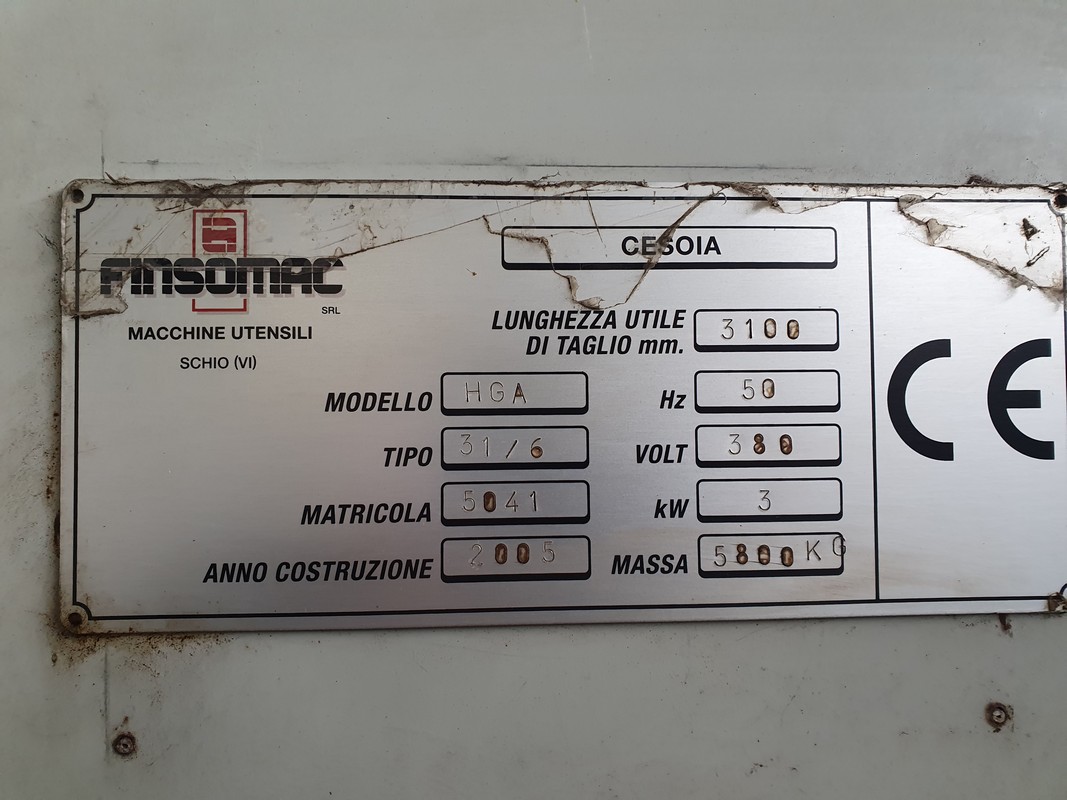 FINSOMAC
SRL
MACCHINE UTENSILI
SCHIO (VI)
CESOIA
LUNGHEZZA UTILE
DI TAGLIO mm. 3100
MODELLO HGA Hz 50
TIPO 31/6 VOLT 380
MATRICOLA 5041 kW 3
ANNO COSTRUZIONE 2005 MASSA 5800 KG
CE